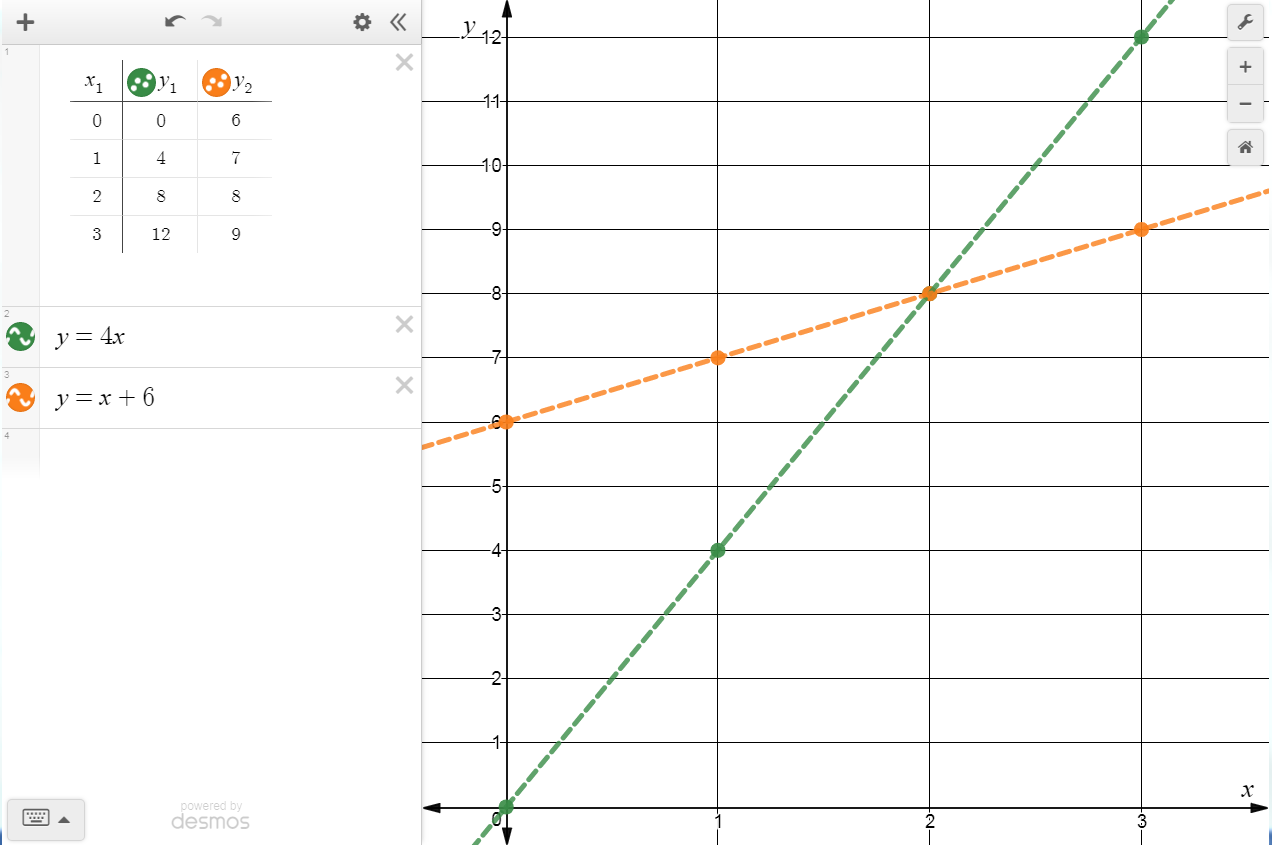 1
x₁ y₁ y₂
0 0 6
1 4 7
2 8 8
3 12 9
2
y = 4x
3
y = x + 6
4
powered by
desmos
y
12
11
10
9
8
7
6
5
4
3
2
1
0
1 2 3
x
+
−